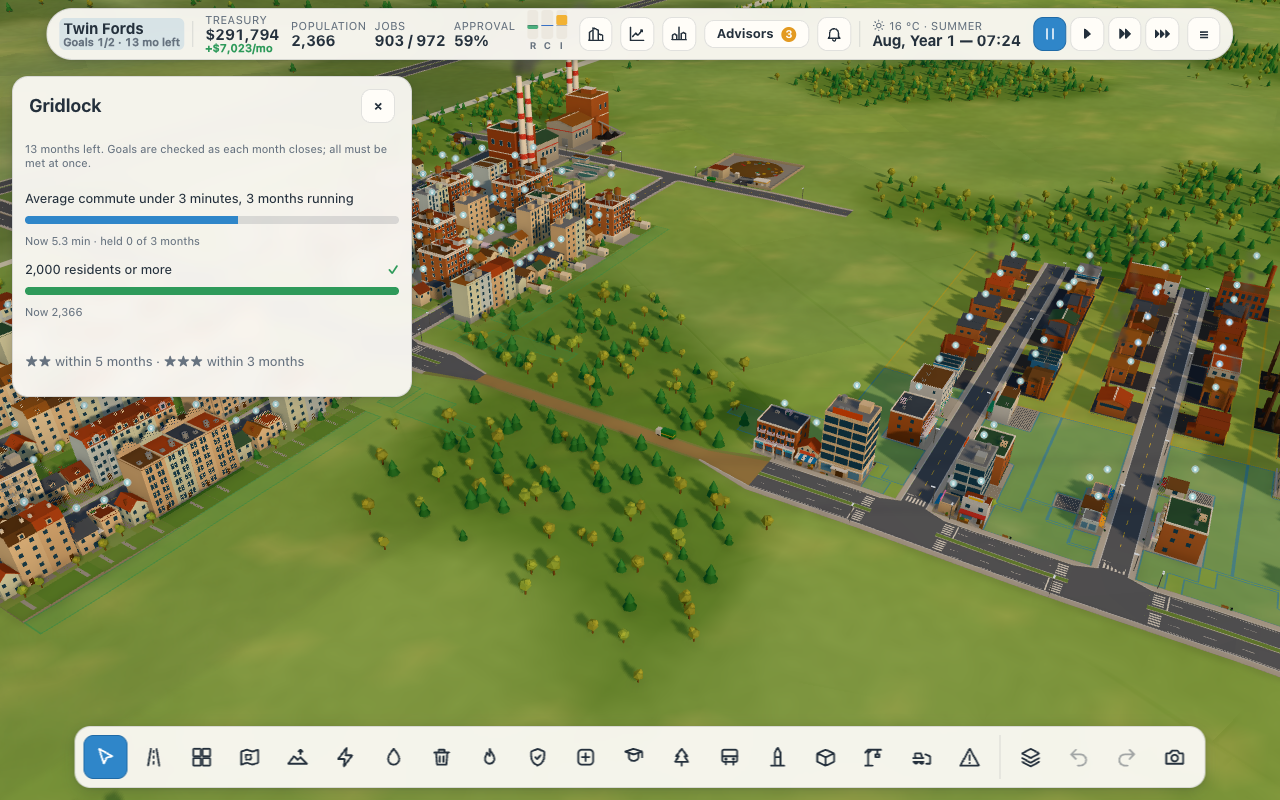 Twin Fords
Goals 1/2 · 13 mo left
TREASURY
$291,794
+$7,023/mo
POPULATION
2,366
JOBS
903 / 972
APPROVAL
59%
R C I
Advisors 3
16 °C · SUMMER
Aug, Year 1 — 07:24
Gridlock
13 months left. Goals are checked as each month closes; all must be
met at once.
Average commute under 3 minutes, 3 months running
Now 5.3 min · held 0 of 3 months
2,000 residents or more
Now 2,366
★★ within 5 months · ★★★ within 3 months